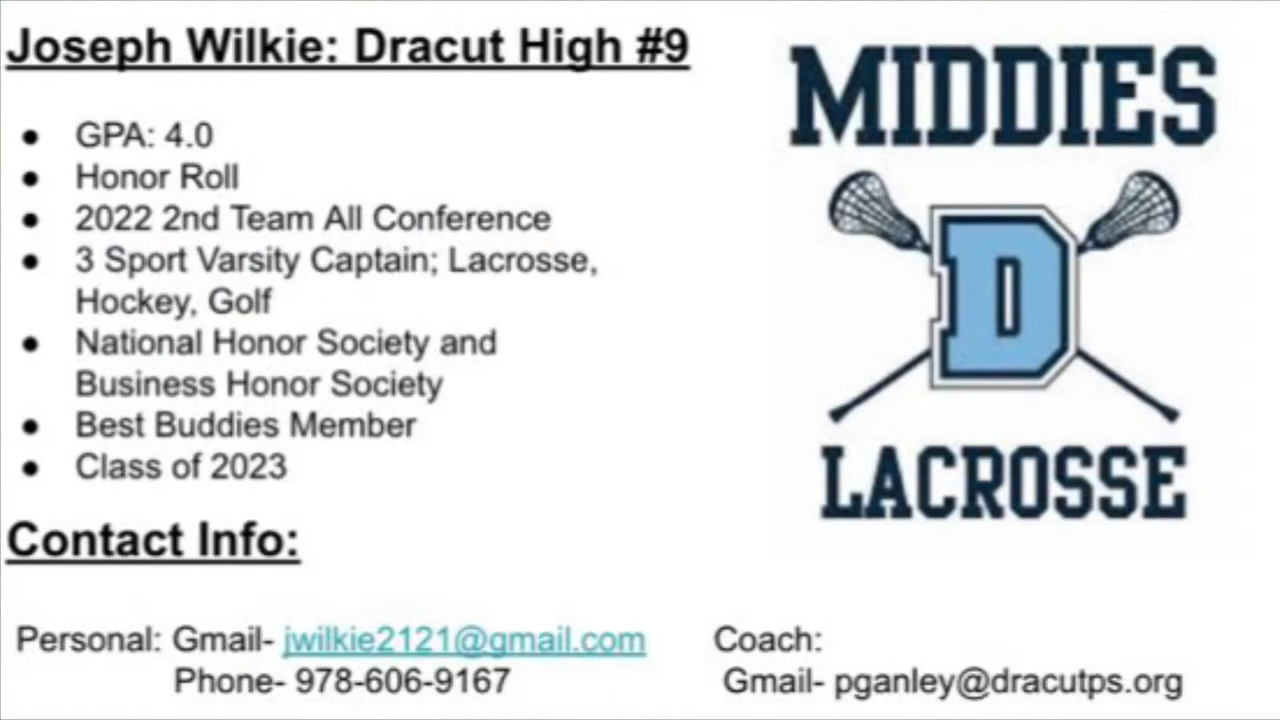 Joseph Wilkie: Dracut High #9
● GPA: 4.0
● Honor Roll
● 2022 2nd Team All Conference
● 3 Sport Varsity Captain; Lacrosse,
Hockey, Golf
● National Honor Society and
Business Honor Society
● Best Buddies Member
● Class of 2023
MIDDIES
D
LACROSSE
Contact Info:
Personal: Gmail- jwilkie2121@gmail.com
Phone- 978-606-9167
Coach:
Gmail- pganley@dracutps.org